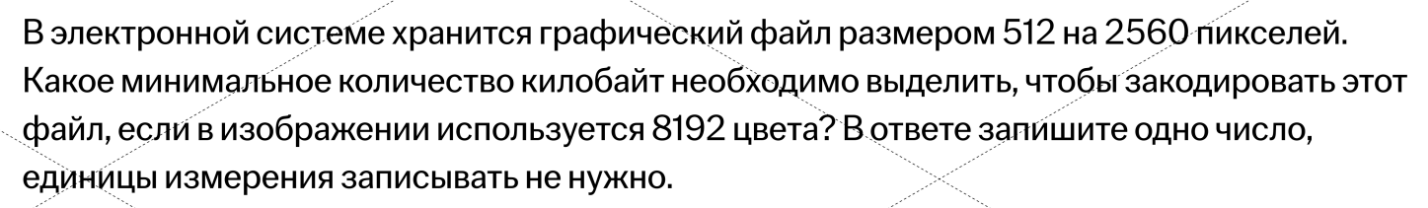 В электронной системе хранится графический файл размером 512 на 2560 пикселей.
Какое минимальное количество килобайт необходимо выделить, чтобы закодировать этот
файл, если в изображении используется 8192 цвета? В ответе запишите одно число,
единицы измерения записывать не нужно.